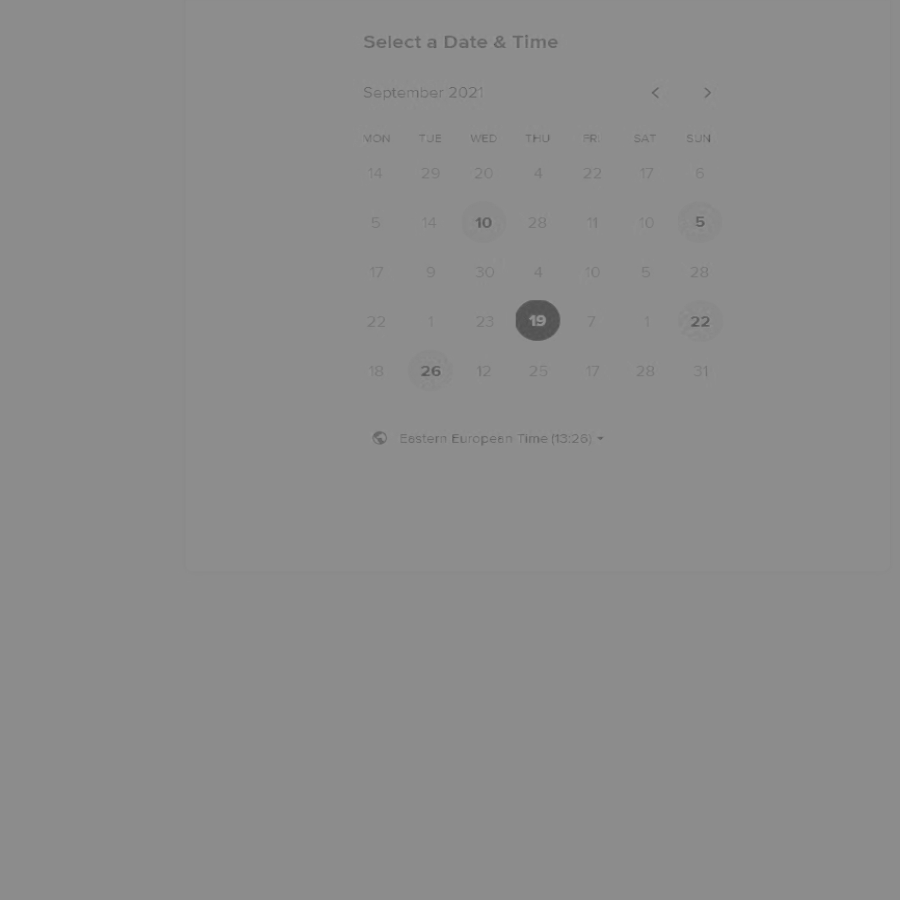 Select a Date & Time
September 2021
MON TUE WED THU FRI SAT SUN
14 29 20 4 22 17 6
5 14 10 28 11 10 5
17 9 30 4 10 5 28
22 1 23 19 7 1 22
18 26 12 25 17 28 31
Eastern European Time (13:26)